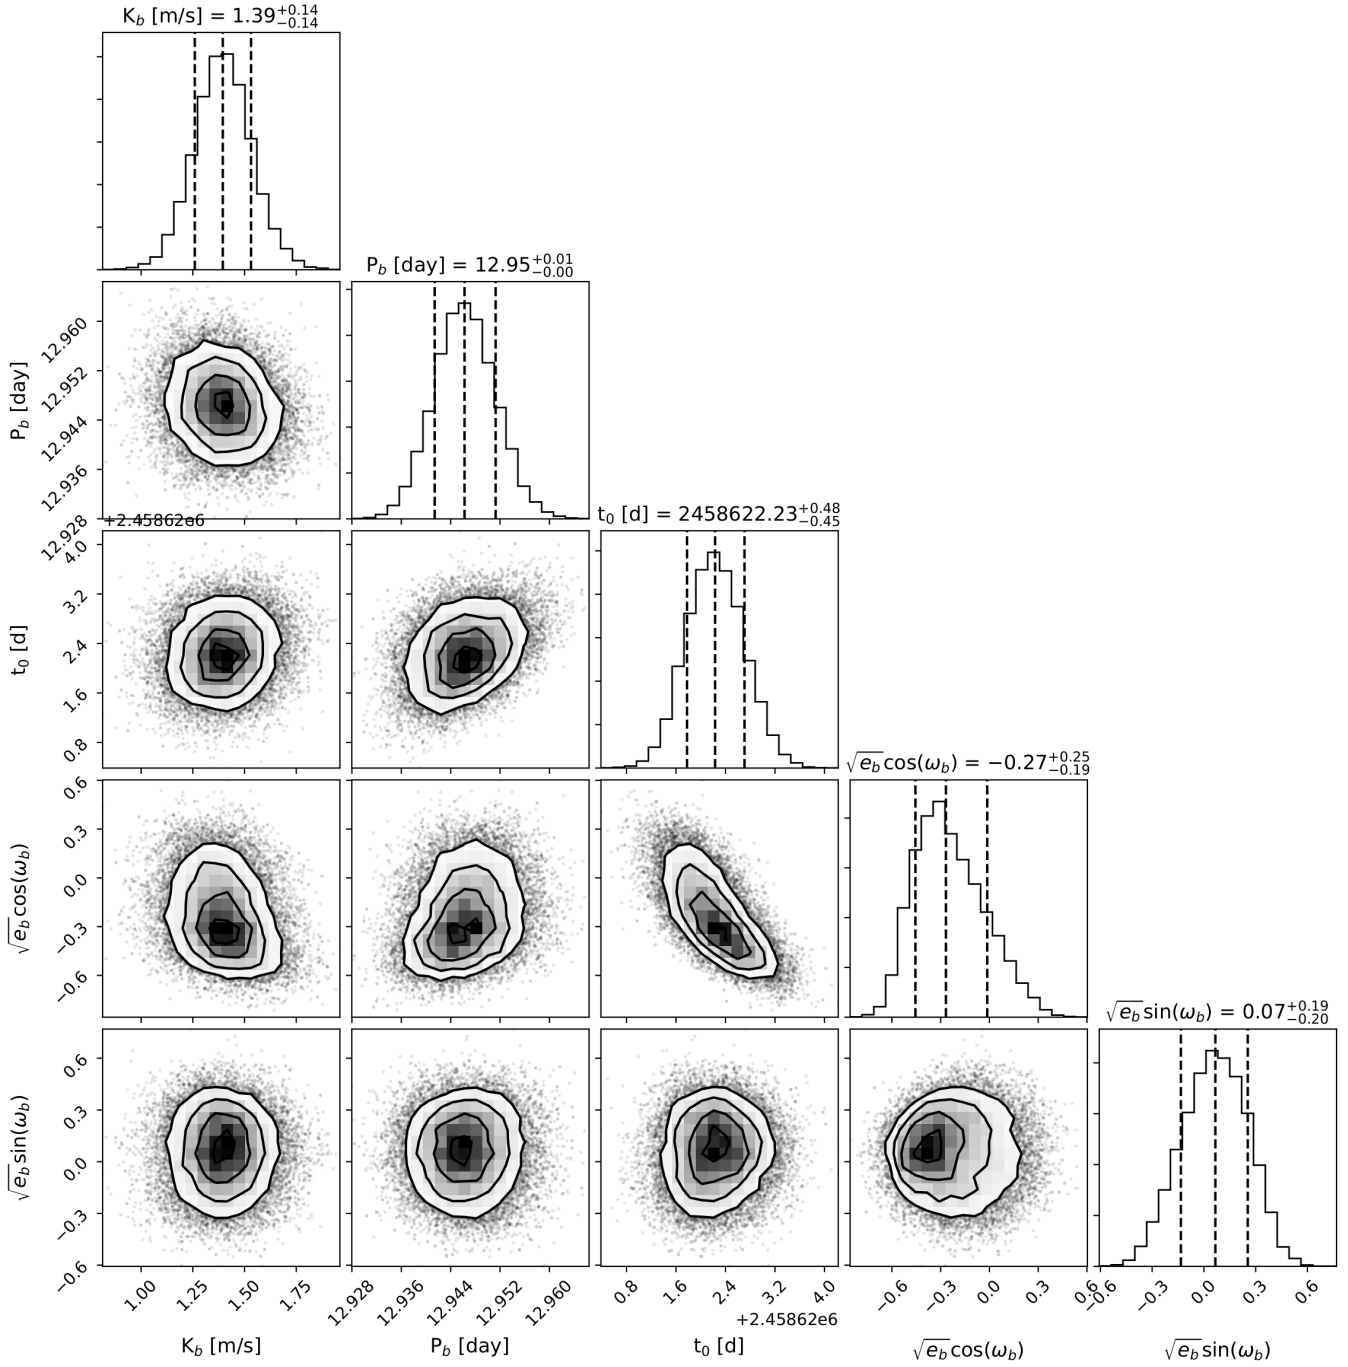 K_b [m/s] = 1.39^{+0.14}_{−0.14}
P_b [day] = 12.95^{+0.01}_{−0.00}
12.960
12.952
12.944
12.936
12.928
P_b [day]
t_0 [d] = 2458622.23^{+0.48}_{−0.45}
+2.45862e6
4.0
3.2
2.4
1.6
0.8
t_0 [d]
√e_b cos(ω_b) = −0.27^{+0.25}_{−0.19}
0.6
0.3
0.0
−0.3
−0.6
√e_b cos(ω_b)
√e_b sin(ω_b) = 0.07^{+0.19}_{−0.20}
0.6
0.3
0.0
−0.3
−0.6
√e_b sin(ω_b)
1.00 1.25 1.50 1.75
K_b [m/s]
12.928 12.936 12.944 12.952 12.960
P_b [day]
0.8 1.6 2.4 3.2 4.0
+2.45862e6
t_0 [d]
−0.6 −0.3 0.0 0.3 0.6
√e_b cos(ω_b)
−0.6 −0.3 0.0 0.3 0.6
√e_b sin(ω_b)